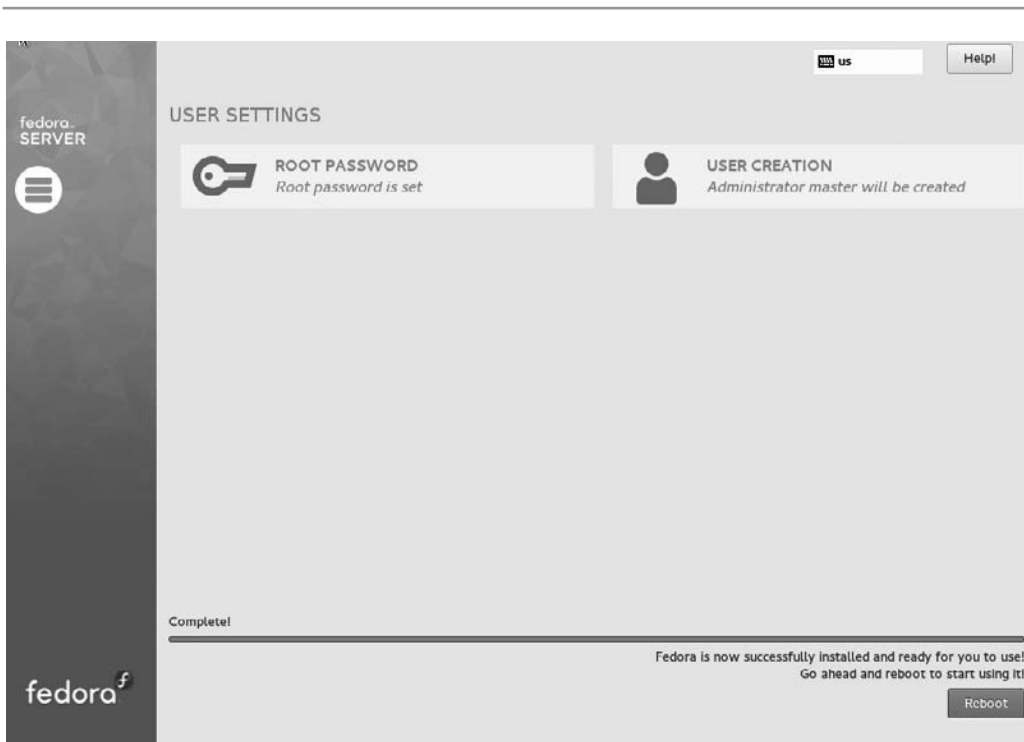 us
Help!
fedora
SERVER
USER SETTINGS
ROOT PASSWORD
Root password is set
USER CREATION
Administrator master will be created
Complete!
Fedora is now successfully installed and ready for you to use!
Go ahead and reboot to start using it!
fedora
Reboot